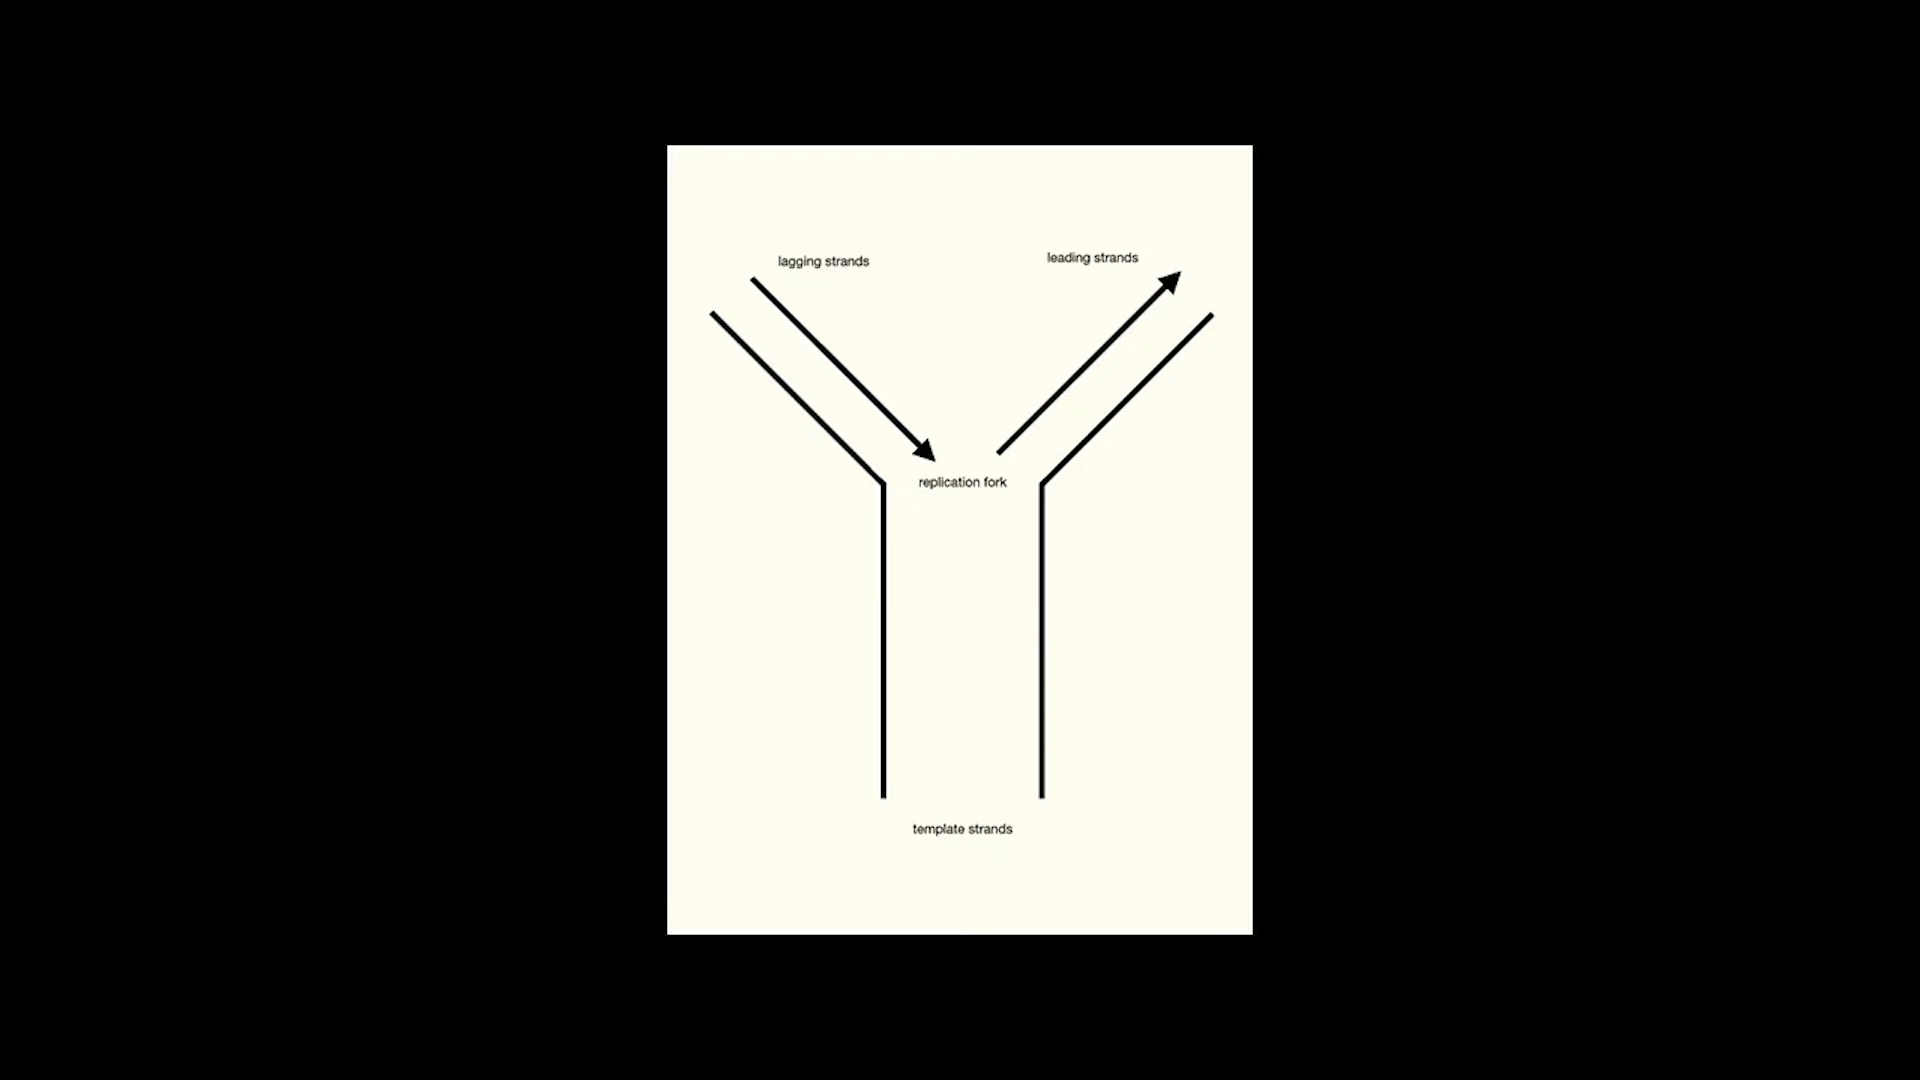 lagging strands
leading strands
replication fork
template strands